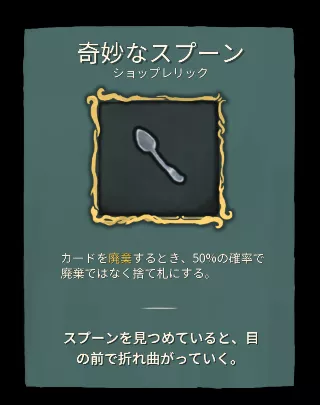 奇妙なスプーン
ショップレリック
カードを廃棄するとき、50%の確率で
廃棄ではなく捨て札にする。
スプーンを見つめていると、目
の前で折れ曲がっていく。